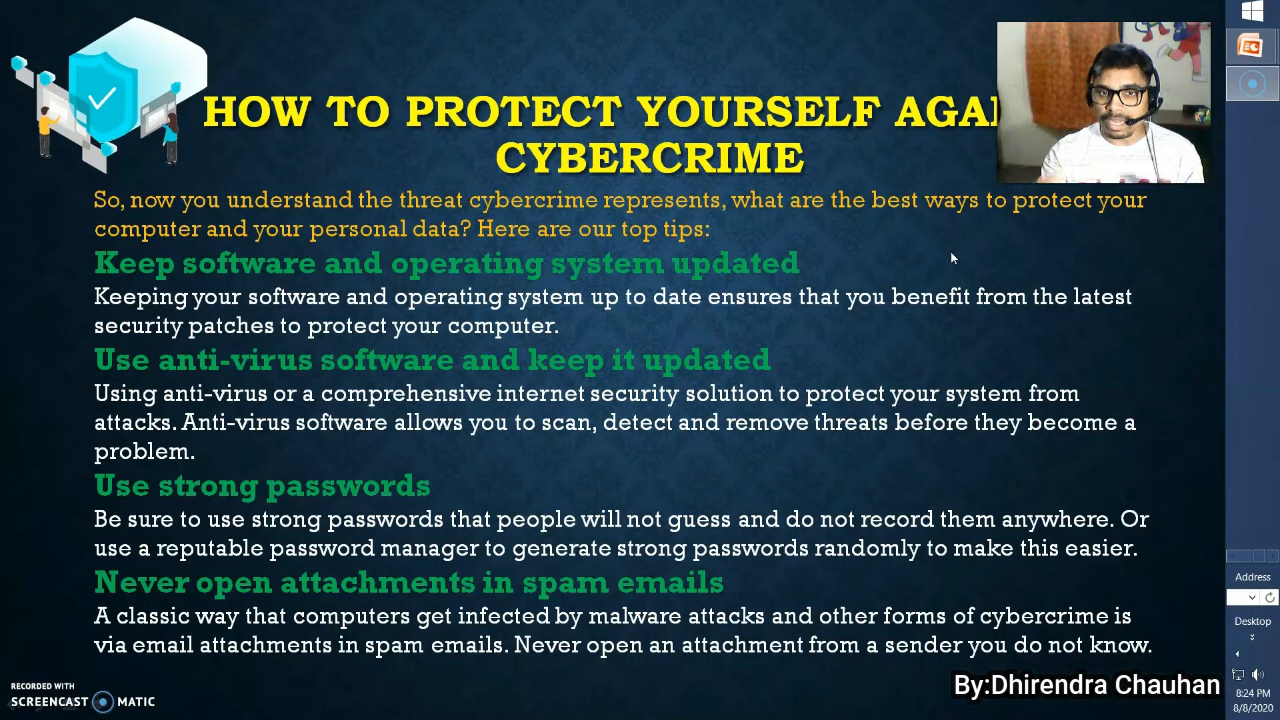 HOW TO PROTECT YOURSELF
CYBERCRIME
So, now you understand the threat cybercrime represents, what are the best ways to protect your
computer and your personal data? Here are our top tips:
Keep software and operating system updated
Keeping your software and operating system up to date ensures that you benefit from the latest
security patches to protect your computer.
Use anti-virus software and keep it updated
Using anti-virus or a comprehensive internet security solution to protect your system from
attacks. Anti-virus software allows you to scan, detect and remove threats before they become a
problem.
Use strong passwords
Be sure to use strong passwords that people will not guess and do not record them anywhere. Or
use a reputable password manager to generate strong passwords randomly to make this easier.
Never open attachments in spam emails
A classic way that computers get infected by malware attacks and other forms of cybercrime is
via email attachments in spam emails. Never open an attachment from a sender you do not know.
By:Dhirendra Chauhan
RECORDED WITH
SCREENCAST MATIC
Address
Desktop
8:24 PM
8/8/2020